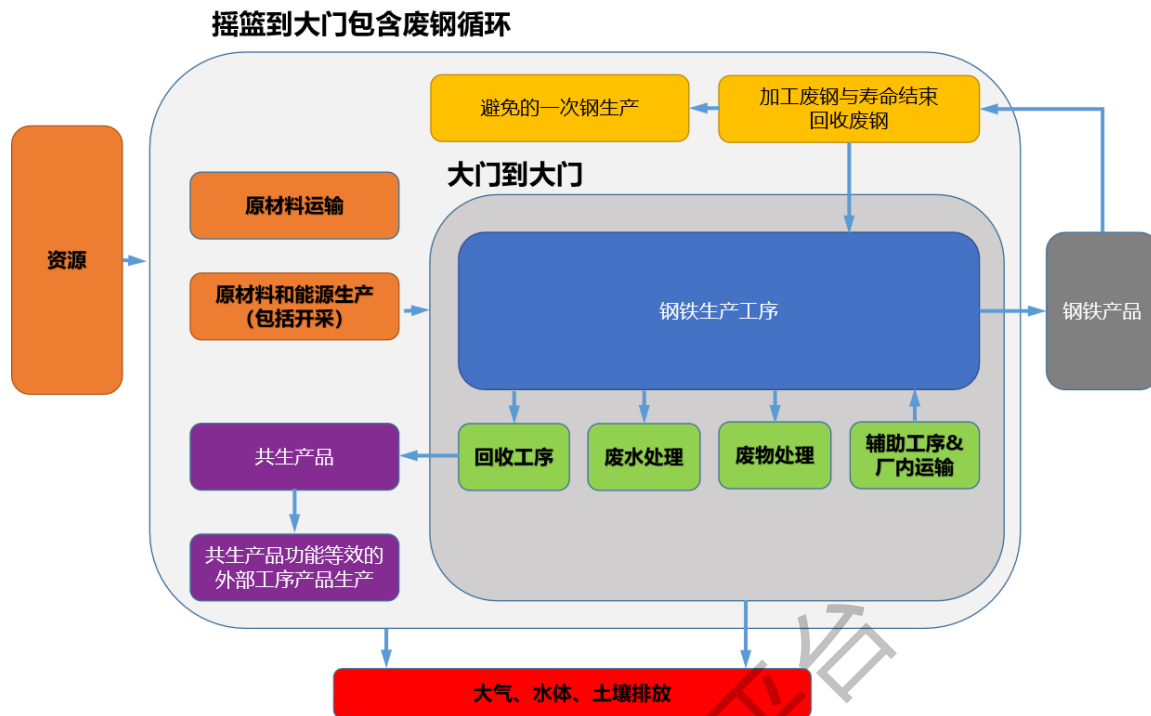 摇篮到大门包含废钢循环
避免的一次钢生产
加工废钢与寿命结束
回收废钢
大门到大门
原材料运输
资源
原材料和能源生产
（包括开采）
钢铁生产工序
钢铁产品
共生产品
回收工序
废水处理
废物处理
辅助工序&
厂内运输
共生产品功能等效的
外部工序产品生产
大气、水体、土壤排放
平台